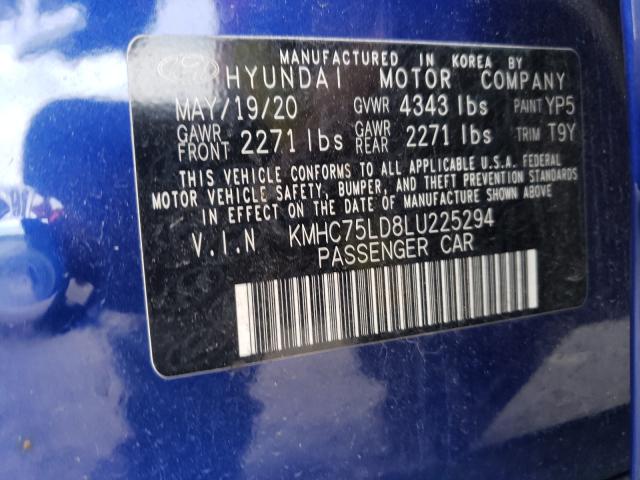 MANUFACTURED IN KOREA BY
HYUNDAI MOTOR COMPANY
MAY/19/20 GVWR 4343 lbs PAINT YP5
GAWR FRONT 2271 lbs GAWR REAR 2271 lbs TRIM T9Y
THIS VEHICLE CONFORMS TO ALL APPLICABLE U.S.A. FEDERAL
MOTOR VEHICLE SAFETY, BUMPER, AND THEFT PREVENTION STANDARDS
IN EFFECT ON THE DATE OF MANUFACTURE SHOWN ABOVE
V.I.N KMHC75LD8LU225294
PASSENGER CAR